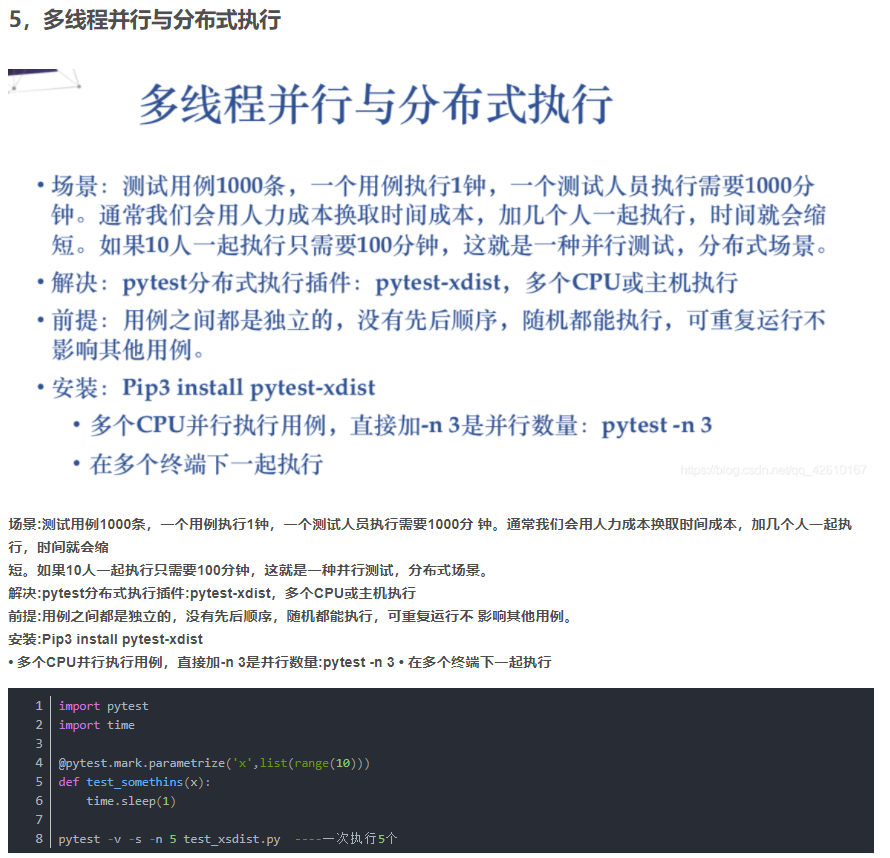 5，多线程并行与分布式执行
多线程并行与分布式执行
• 场景：测试用例1000条，一个用例执行1钟，一个测试人员执行需要1000分
钟。通常我们会用人力成本换取时间成本，加几个人一起执行，时间就会缩
短。如果10人一起执行只需要100分钟，这就是一种并行测试，分布式场景。
• 解决：pytest分布式执行插件：pytest-xdist，多个CPU或主机执行
• 前提：用例之间都是独立的，没有先后顺序，随机都能执行，可重复运行不
影响其他用例。
• 安装：Pip3 install pytest-xdist
• 多个CPU并行执行用例，直接加-n 3是并行数量：pytest -n 3
• 在多个终端下一起执行
https://blog.csdn.net/qq_42610167
场景:测试用例1000条，一个用例执行1钟，一个测试人员执行需要1000分 钟。通常我们会用人力成本换取时间成本，加几个人一起执
行，时间就会缩
短。如果10人一起执行只需要100分钟，这就是一种并行测试，分布式场景。
解决:pytest分布式执行插件:pytest-xdist，多个CPU或主机执行
前提:用例之间都是独立的，没有先后顺序，随机都能执行，可重复运行不 影响其他用例。
安装:Pip3 install pytest-xdist
• 多个CPU并行执行用例，直接加-n 3是并行数量:pytest -n 3 • 在多个终端下一起执行
1 import pytest
2 import time
3
4 @pytest.mark.parametrize('x',list(range(10)))
5 def test_somethins(x):
6     time.sleep(1)
7
8 pytest -v -s -n 5 test_xsdist.py  ----一次执行5个